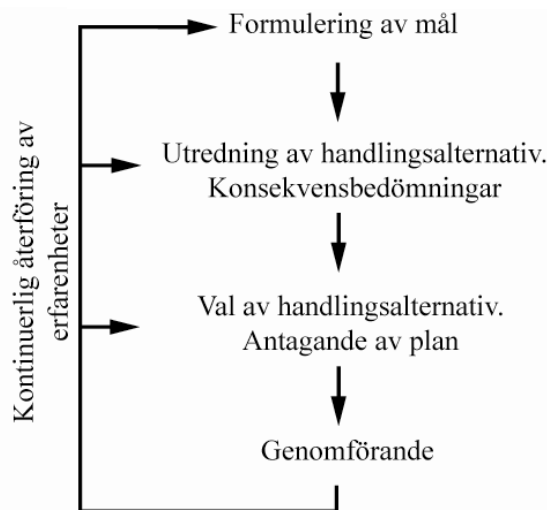 Formulering av mål
Utredning av handlingsalternativ.
Konsekvensbedömningar
Val av handlingsalternativ.
Antagande av plan
Genomförande
Kontinuerlig återföring av
erfarenheter